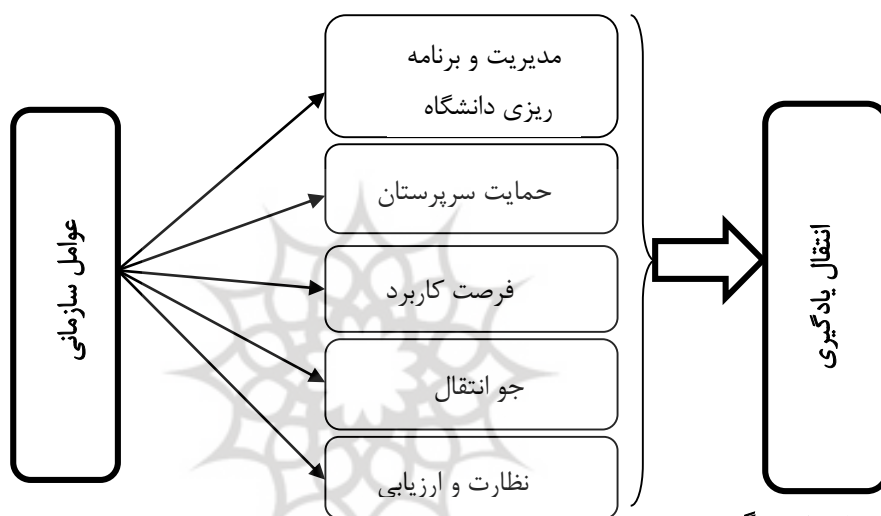 مدیریت و برنامه
ریزی دانشگاه
حمایت سرپرستان
فرصت کاربرد
جو انتقال
نظارت و ارزیابی
عوامل سازمانی
انتقال یادگیری